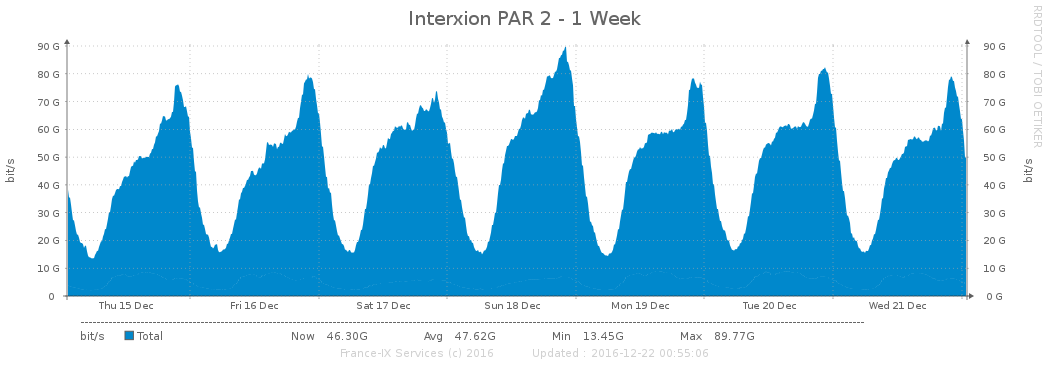 Interxion PAR 2 - 1 Week
RRDTOOL / TOBI OETIKER
bit/s
bit/s
90 G 90 G
80 G 80 G
70 G 70 G
60 G 60 G
50 G 50 G
40 G 40 G
30 G 30 G
20 G 20 G
10 G 10 G
0 0 G
Thu 15 Dec Fri 16 Dec Sat 17 Dec Sun 18 Dec Mon 19 Dec Tue 20 Dec Wed 21 Dec
bit/s Total Now 46.30G Avg 47.62G Min 13.45G Max 89.77G
France-IX Services (c) 2016 Updated : 2016-12-22 00:55:06